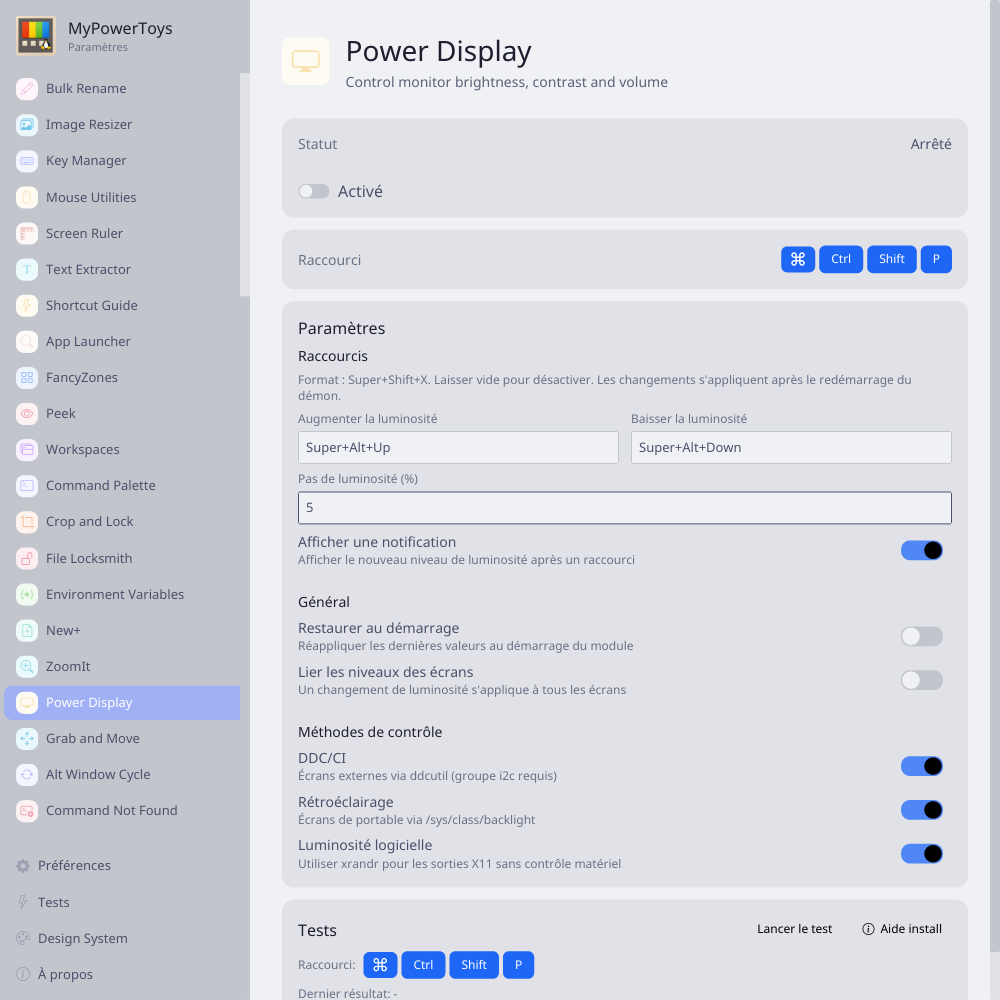 MyPowerToys
Paramètres
Bulk Rename
Image Resizer
Key Manager
Mouse Utilities
Screen Ruler
Text Extractor
Shortcut Guide
App Launcher
FancyZones
Peek
Workspaces
Command Palette
Crop and Lock
File Locksmith
Environment Variables
New+
ZoomIt
Power Display
Grab and Move
Alt Window Cycle
Command Not Found
Préférences
Tests
Design System
À propos
Power Display
Control monitor brightness, contrast and volume
Statut Arrêté
Activé
Raccourci ⌘ Ctrl Shift P
Paramètres
Raccourcis
Format : Super+Shift+X. Laisser vide pour désactiver. Les changements s'appliquent après le redémarrage du
démon.
Augmenter la luminosité Baisser la luminosité
Super+Alt+Up Super+Alt+Down
Pas de luminosité (%)
5
Afficher une notification
Afficher le nouveau niveau de luminosité après un raccourci
Général
Restaurer au démarrage
Réappliquer les dernières valeurs au démarrage du module
Lier les niveaux des écrans
Un changement de luminosité s'applique à tous les écrans
Méthodes de contrôle
DDC/CI
Écrans externes via ddcutil (groupe i2c requis)
Rétroéclairage
Écrans de portable via /sys/class/backlight
Luminosité logicielle
Utiliser xrandr pour les sorties X11 sans contrôle matériel
Tests Lancer le test Aide install
Raccourci: ⌘ Ctrl Shift P
Dernier résultat: -